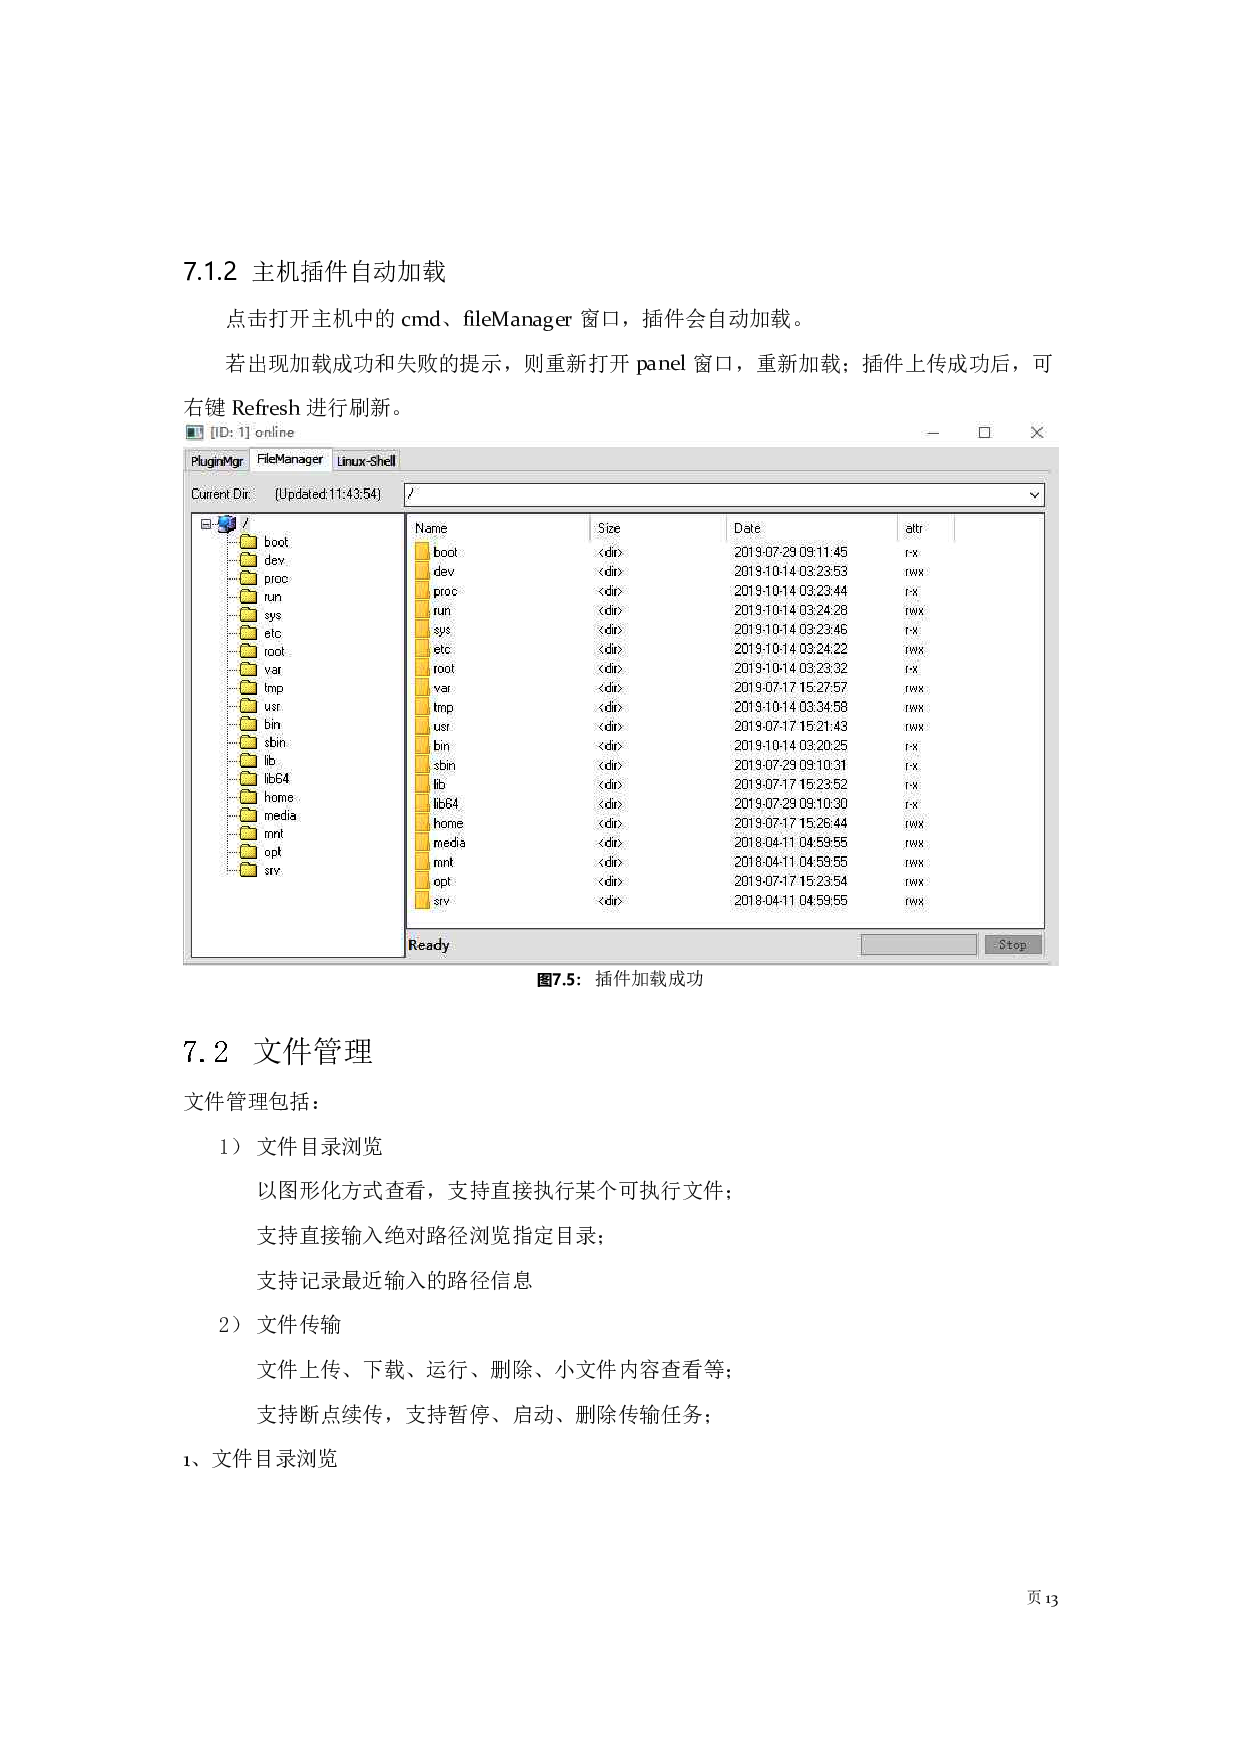 7.1.2 主机插件自动加载
点击打开主机中的 cmd、fileManager 窗口，插件会自动加载。
若出现加载成功和失败的提示，则重新打开 panel 窗口，重新加载；插件上传成功后，可
右键 Refresh 进行刷新。
[ID: 1] online
PluginMgr FileManager Linux-Shell
Current Dir: (Updated:11:43:54) /
/
boot
dev
proc
run
sys
etc
root
var
tmp
usr
bin
sbin
lib
lib64
home
media
mnt
opt
srv
Name Size Date attr
boot <dir> 2019-07-29 09:11:45 r-x
dev <dir> 2019-10-14 03:23:53 rwx
proc <dir> 2019-10-14 03:23:44 r-x
run <dir> 2019-10-14 03:24:28 rwx
sys <dir> 2019-10-14 03:23:46 r-x
etc <dir> 2019-10-14 03:24:22 rwx
root <dir> 2019-10-14 03:23:32 r-x
var <dir> 2019-07-17 15:27:57 rwx
tmp <dir> 2019-10-14 03:34:58 rwx
usr <dir> 2019-07-17 15:21:43 rwx
bin <dir> 2019-10-14 03:20:25 r-x
sbin <dir> 2019-07-29 09:10:31 r-x
lib <dir> 2019-07-17 15:23:52 r-x
lib64 <dir> 2019-07-29 09:10:30 r-x
home <dir> 2019-07-17 15:26:44 rwx
media <dir> 2018-04-11 04:59:55 rwx
mnt <dir> 2018-04-11 04:59:55 rwx
opt <dir> 2019-07-17 15:23:54 rwx
srv <dir> 2018-04-11 04:59:55 rwx
Ready Stop
图7.5： 插件加载成功
7.2 文件管理
文件管理包括：
1） 文件目录浏览
以图形化方式查看，支持直接执行某个可执行文件；
支持直接输入绝对路径浏览指定目录；
支持记录最近输入的路径信息
2） 文件传输
文件上传、下载、运行、删除、小文件内容查看等；
支持断点续传，支持暂停、启动、删除传输任务；
1、文件目录浏览
页 13